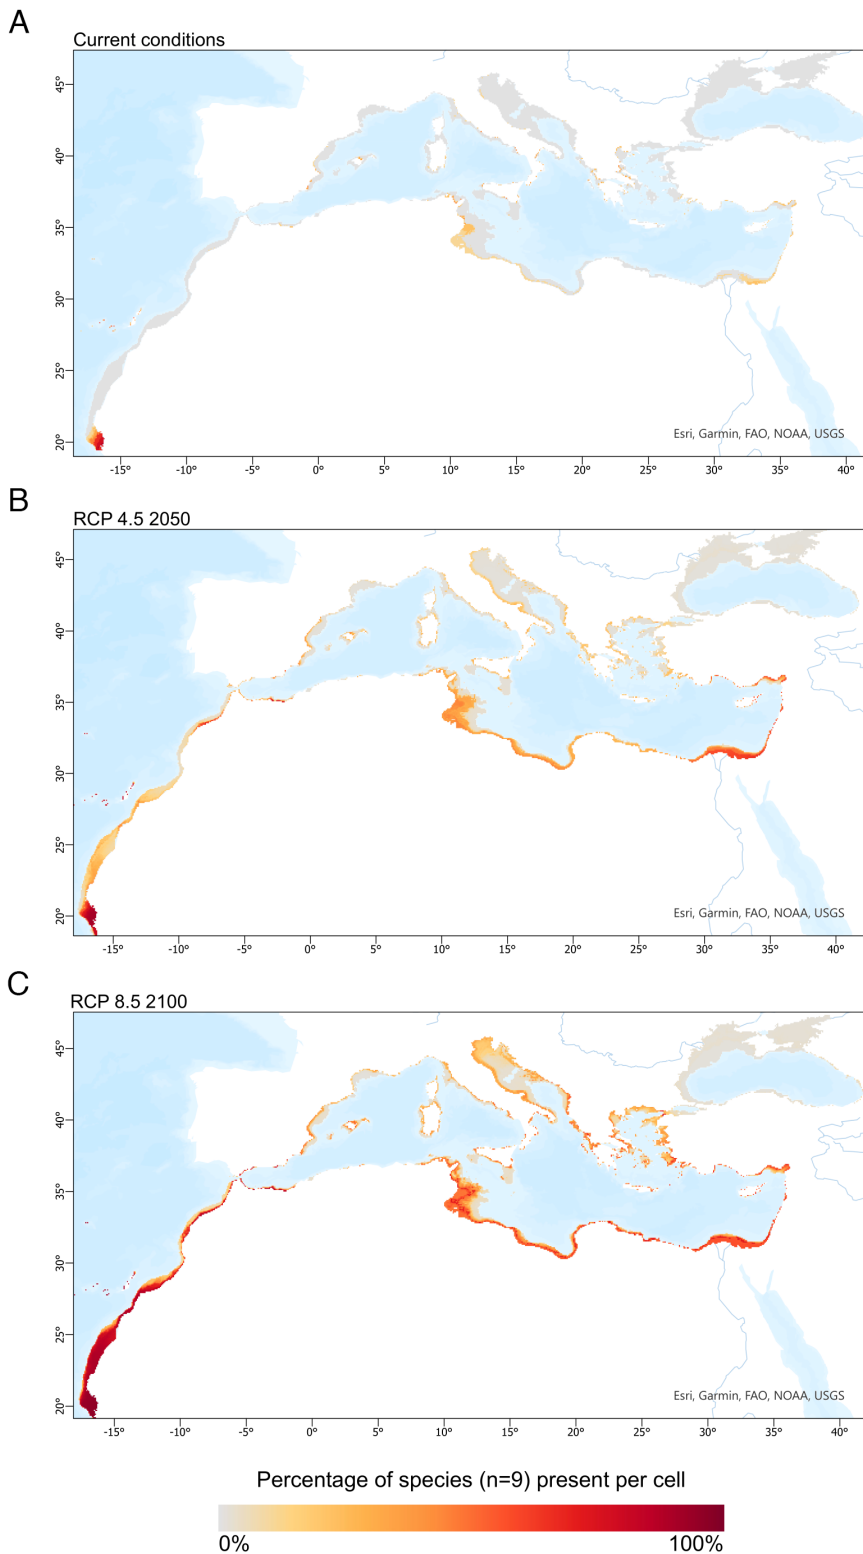 A
Current conditions
45°
40°
35°
30°
25°
20°
Esri, Garmin, FAO, NOAA, USGS
-15° -10° -5° 0° 5° 10° 15° 20° 25° 30° 35° 40°
B
RCP 4.5 2050
45°
40°
35°
30°
25°
20°
Esri, Garmin, FAO, NOAA, USGS
-15° -10° -5° 0° 5° 10° 15° 20° 25° 30° 35° 40°
C
RCP 8.5 2100
45°
40°
35°
30°
25°
20°
Esri, Garmin, FAO, NOAA, USGS
-15° -10° -5° 0° 5° 10° 15° 20° 25° 30° 35° 40°
Percentage of species (n=9) present per cell
0% 100%